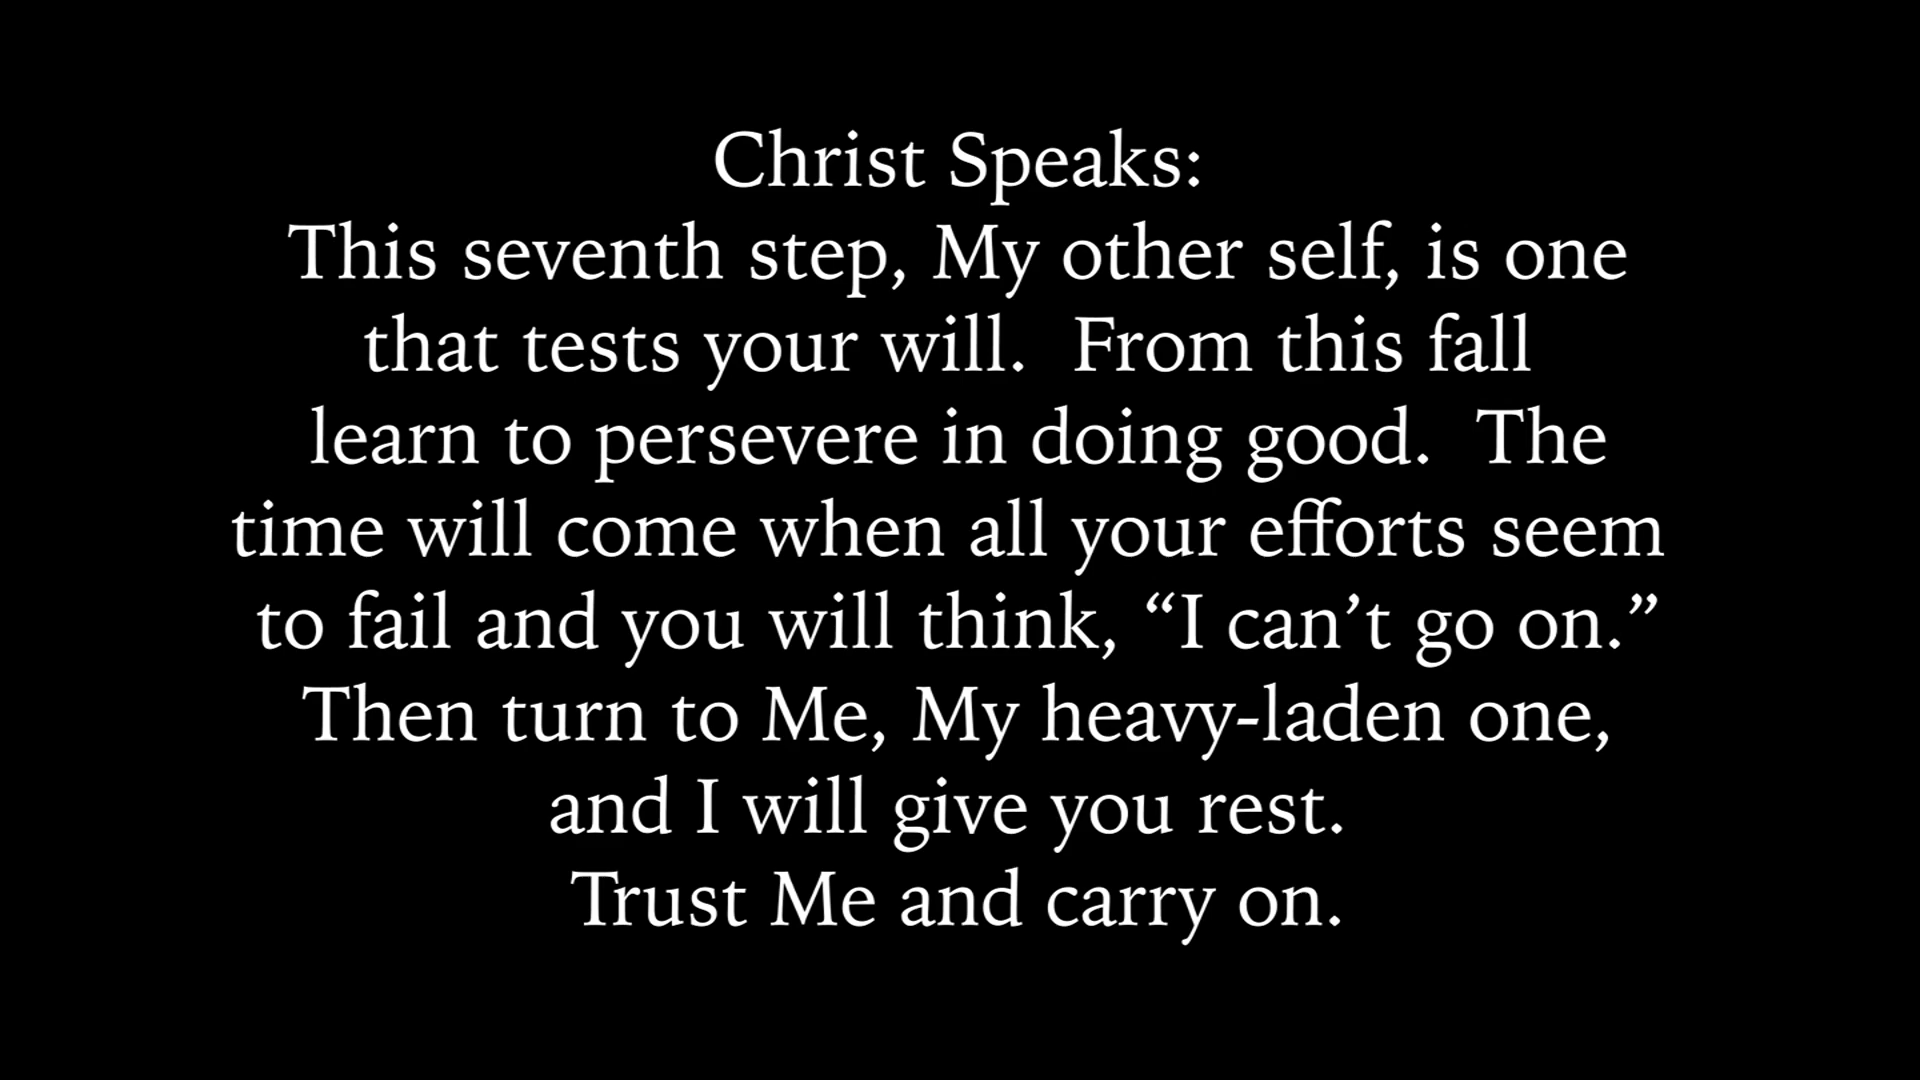 Christ Speaks:
This seventh step, My other self, is one
that tests your will.  From this fall
learn to persevere in doing good.  The
time will come when all your efforts seem
to fail and you will think, “I can’t go on.”
Then turn to Me, My heavy-laden one,
and I will give you rest.
Trust Me and carry on.